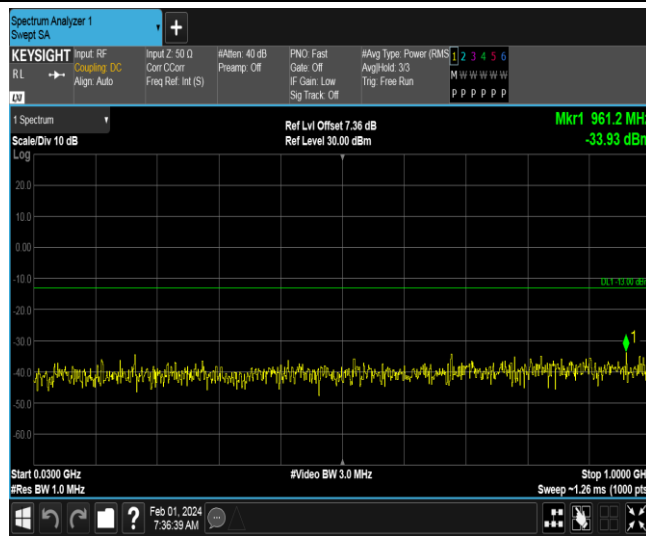 Spectrum Analyzer 1
Swept SA
+
KEYSIGHT Input: RF Input Z: 50 Ω #Atten: 40 dB PNO: Fast #Avg Type: Power (RMS 1 2 3 4 5 6
RL Coupling: DC Corr CCorr Preamp: Off Gate: Off Avg|Hold: 3/3 M W W W W W
Align: Auto Freq Ref: Int (S) IF Gain: Low Trig: Free Run
LXI Sig Track: Off P P P P P P
1 Spectrum Ref Lvl Offset 7.36 dB Mkr1 961.2 MHz
Scale/Div 10 dB Ref Level 30.00 dBm -33.93 dBm
Log
20.0
10.0
0.00
-10.0 DL1 -13.00 dBm
-30.0 1
-40.0
-50.0
-60.0
Start 0.0300 GHz #Video BW 3.0 MHz Stop 1.0000 GH
#Res BW 1.0 MHz Sweep ~1.26 ms (1000 pts
? Feb 01, 2024
7:36:39 AM